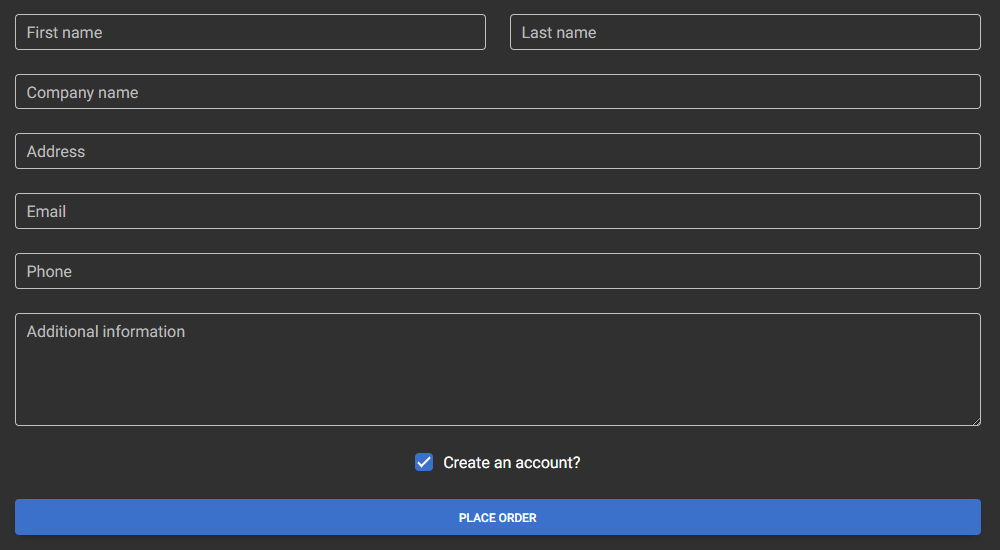 First name
Last name
Company name
Address
Email
Phone
Additional information
Create an account?
PLACE ORDER